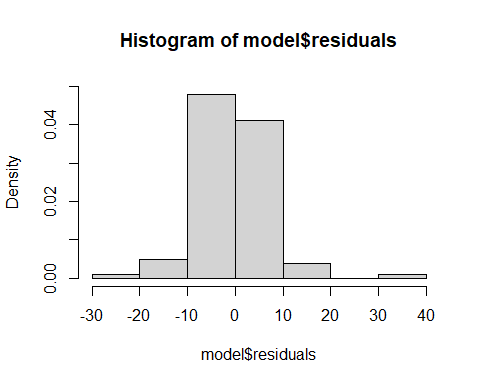 Histogram of model$residuals
Density
0.04
0.02
0.00
-30 -20 -10 0 10 20 30 40
model$residuals